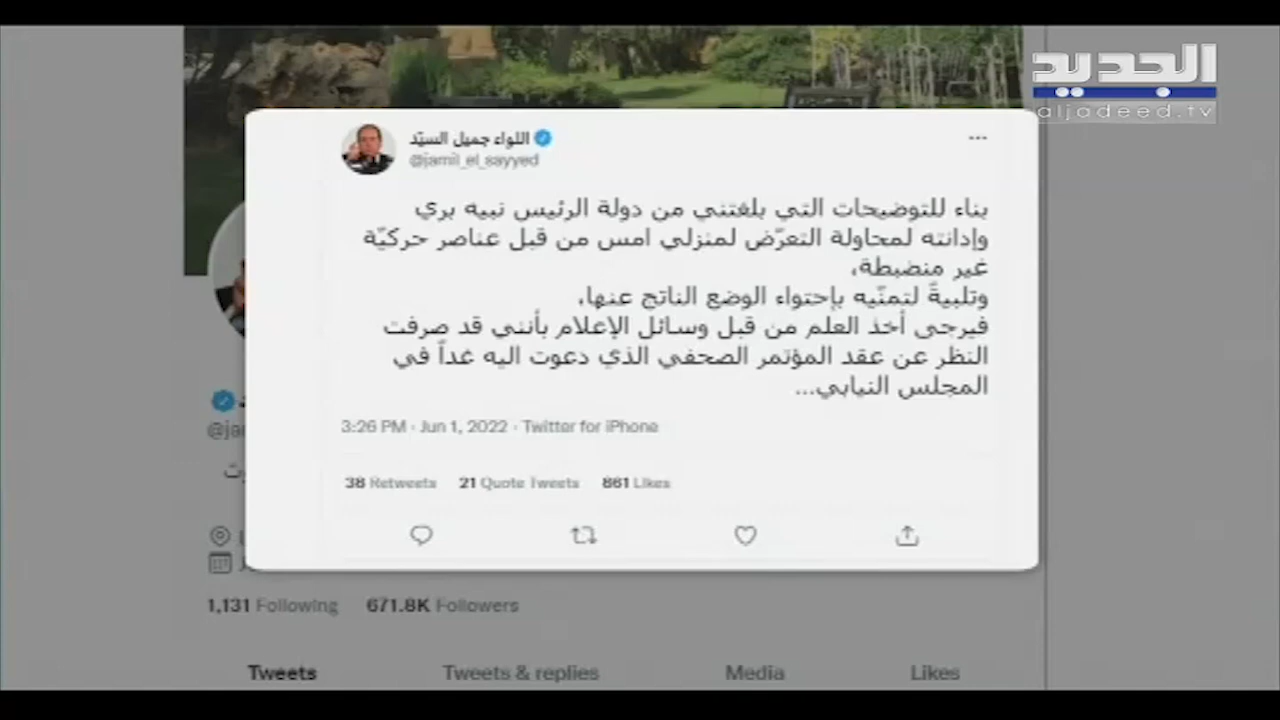 الجديد
aljadeed.tv
اللواء جميل السيّد
@jamil_el_sayyed
بناء للتوضيحات التي بلغتني من دولة الرئيس نبيه بري
وإدانته لمحاولة التعرّض لمنزلي امس من قبل عناصر حركيّة
غير منضبطة،
وتلبيةً لتمنّيه بإحتواء الوضع الناتج عنها،
فيرجى أخذ العلم من قبل وسائل الإعلام بأنني قد صرفت
النظر عن عقد المؤتمر الصحفي الذي دعوت اليه غداً في
المجلس النيابي...
3:26 PM · Jun 1, 2022 · Twitter for iPhone
38 Retweets 21 Quote Tweets 861 Likes
1,131 Following 671.8K Followers
Tweets Tweets & replies Media Likes